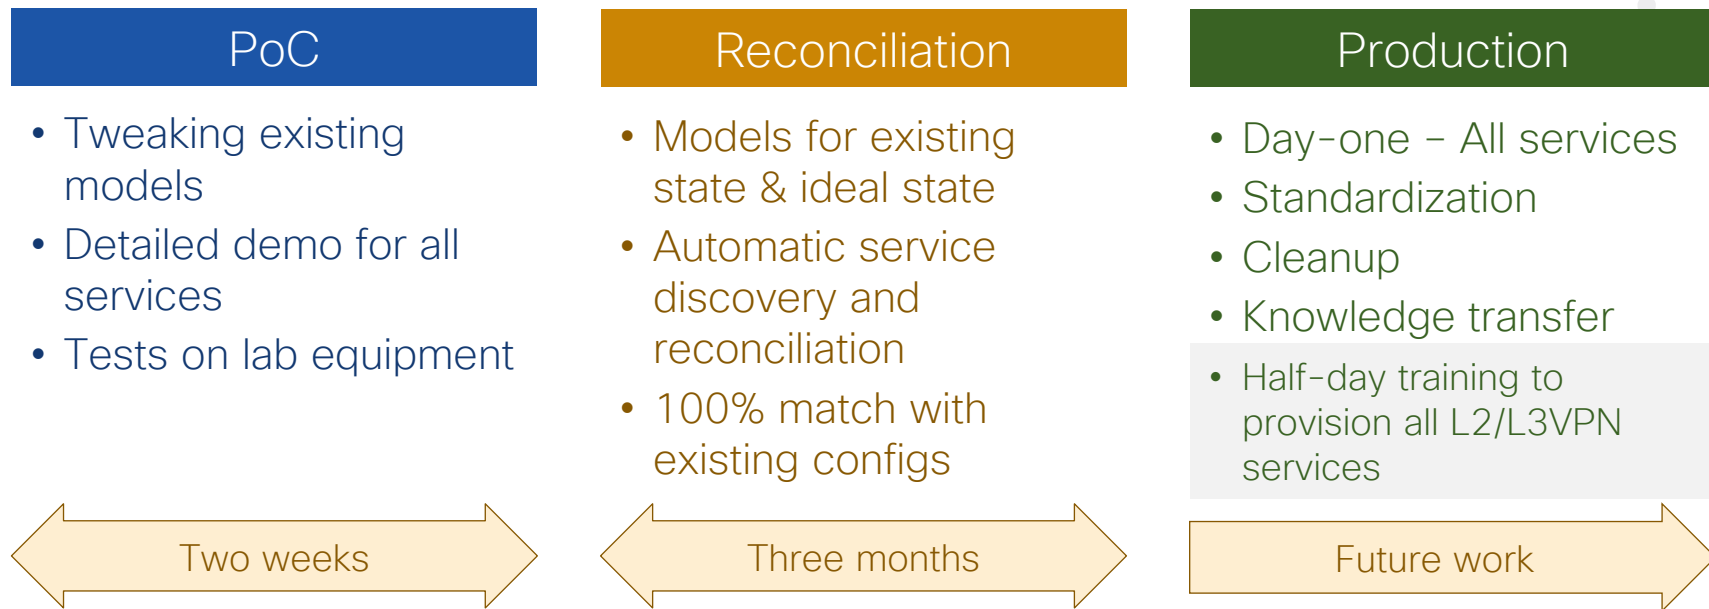 PoC
• Tweaking existing
models
• Detailed demo for all
services
• Tests on lab equipment
Two weeks
Reconciliation
• Models for existing
state & ideal state
• Automatic service
discovery and
reconciliation
• 100% match with
existing configs
Three months
Production
• Day-one – All services
• Standardization
• Cleanup
• Knowledge transfer
• Half-day training to
provision all L2/L3VPN
services
Future work